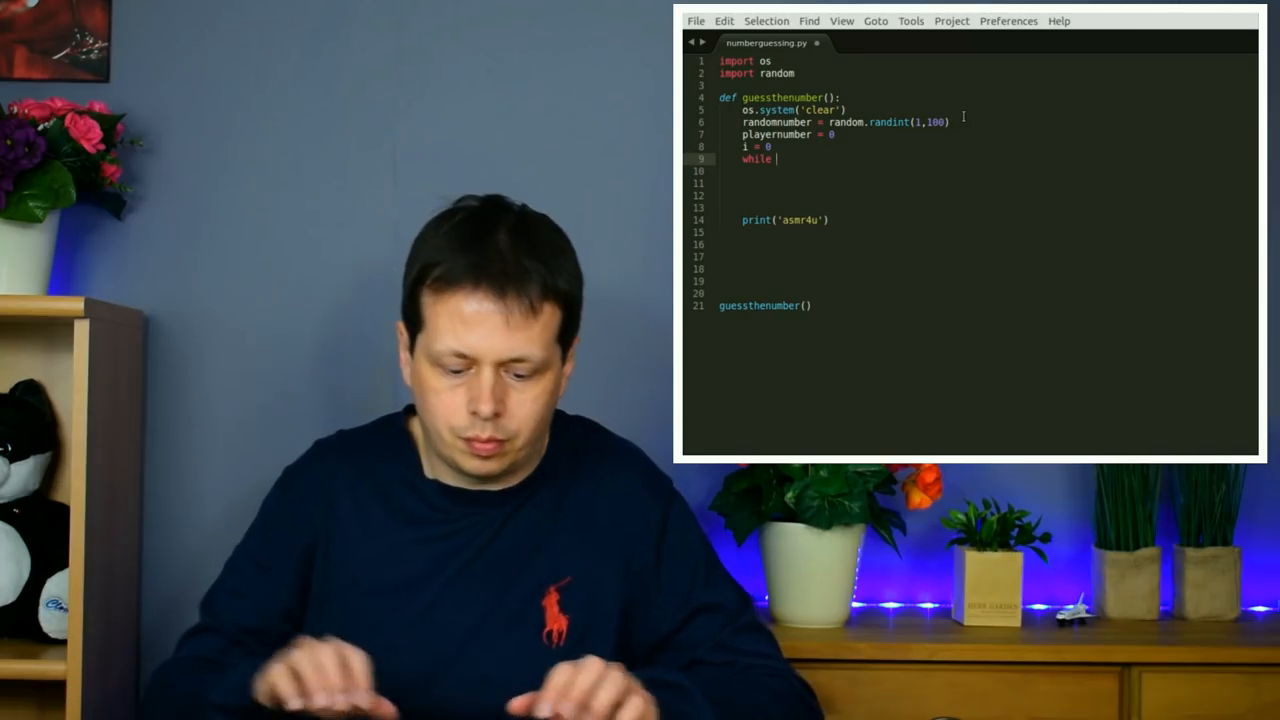 File Edit Selection Find View Goto Tools Project Preferences Help
numberguessing.py
1 import os
2 import random
3
4 def guessthenumber():
5 os.system('clear')
6 randomnumber = random.randint(1,100)
7 playernumber = 0
8 i = 0
9 while
10
11
12
13
14 print('asmr4u')
15
16
17
18
19
20
21 guessthenumber()
HERB GARDEN